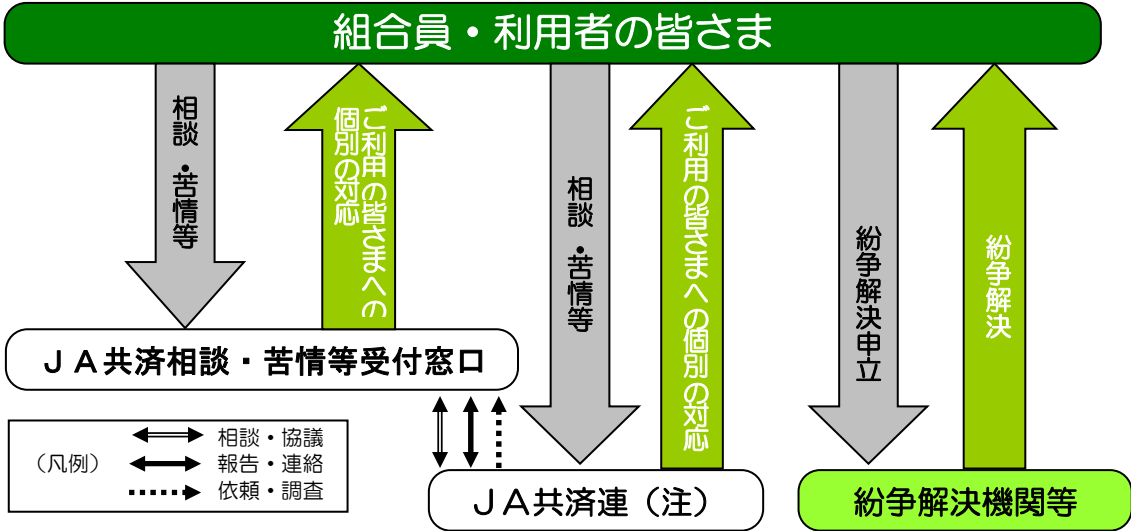 組合員・利用者の皆さま
相談・苦情等
ご利用の皆さまへの
個別の対応
相談・苦情等
ご利用の皆さまへの個別の対応
紛争解決申立
紛争解決
ＪＡ共済相談・苦情等受付窓口
（凡例）
相談・協議
報告・連絡
依頼・調査
ＪＡ共済連（注）
紛争解決機関等